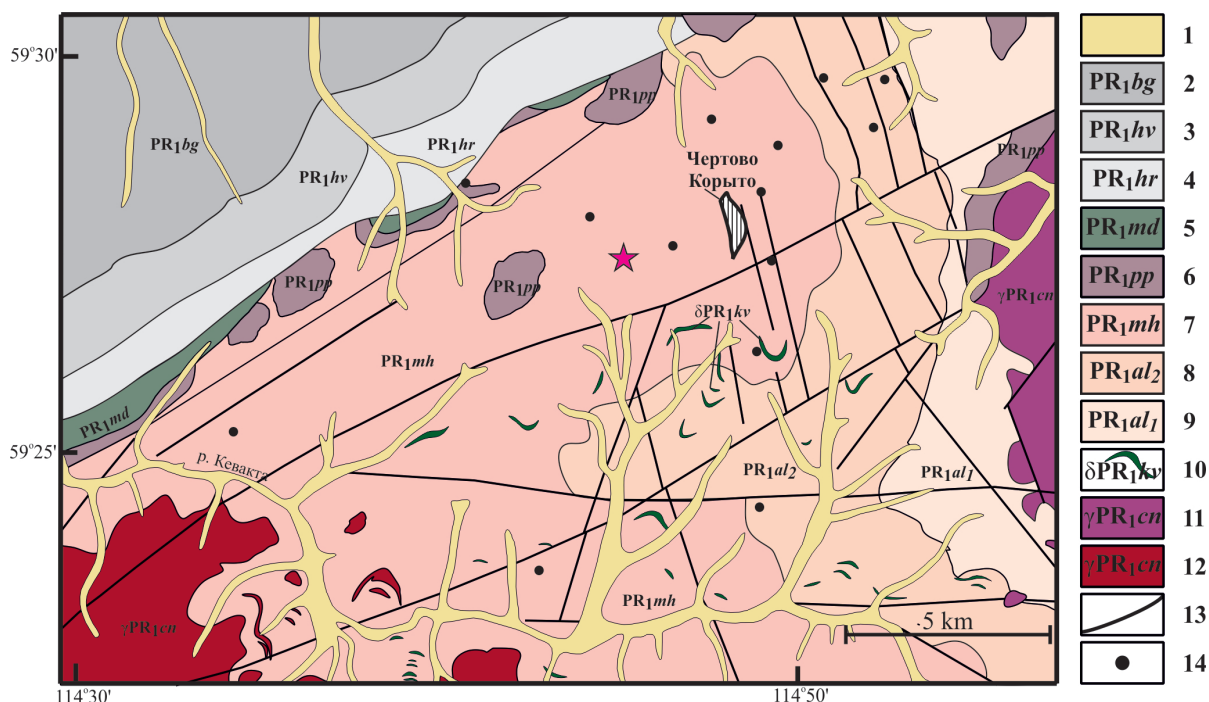 59°30'
59°25'
114°30'
114°50'
PR₁bg
PR₁hv
PR₁hr
PR₁pp
PR₁pp
Чертово
Корыто
PR₁pp
PR₁pp
γPR₁cn
δPR₁kv
PR₁mh
PR₁md
р. Кевакта
PR₁al₂
PR₁al₁
PR₁mh
γPR₁cn
5 km
1
PR₁bg 2
PR₁hv 3
PR₁hr 4
PR₁md 5
PR₁pp 6
PR₁mh 7
PR₁al₂ 8
PR₁al₁ 9
δPR₁kv 10
γPR₁cn 11
γPR₁cn 12
13
14